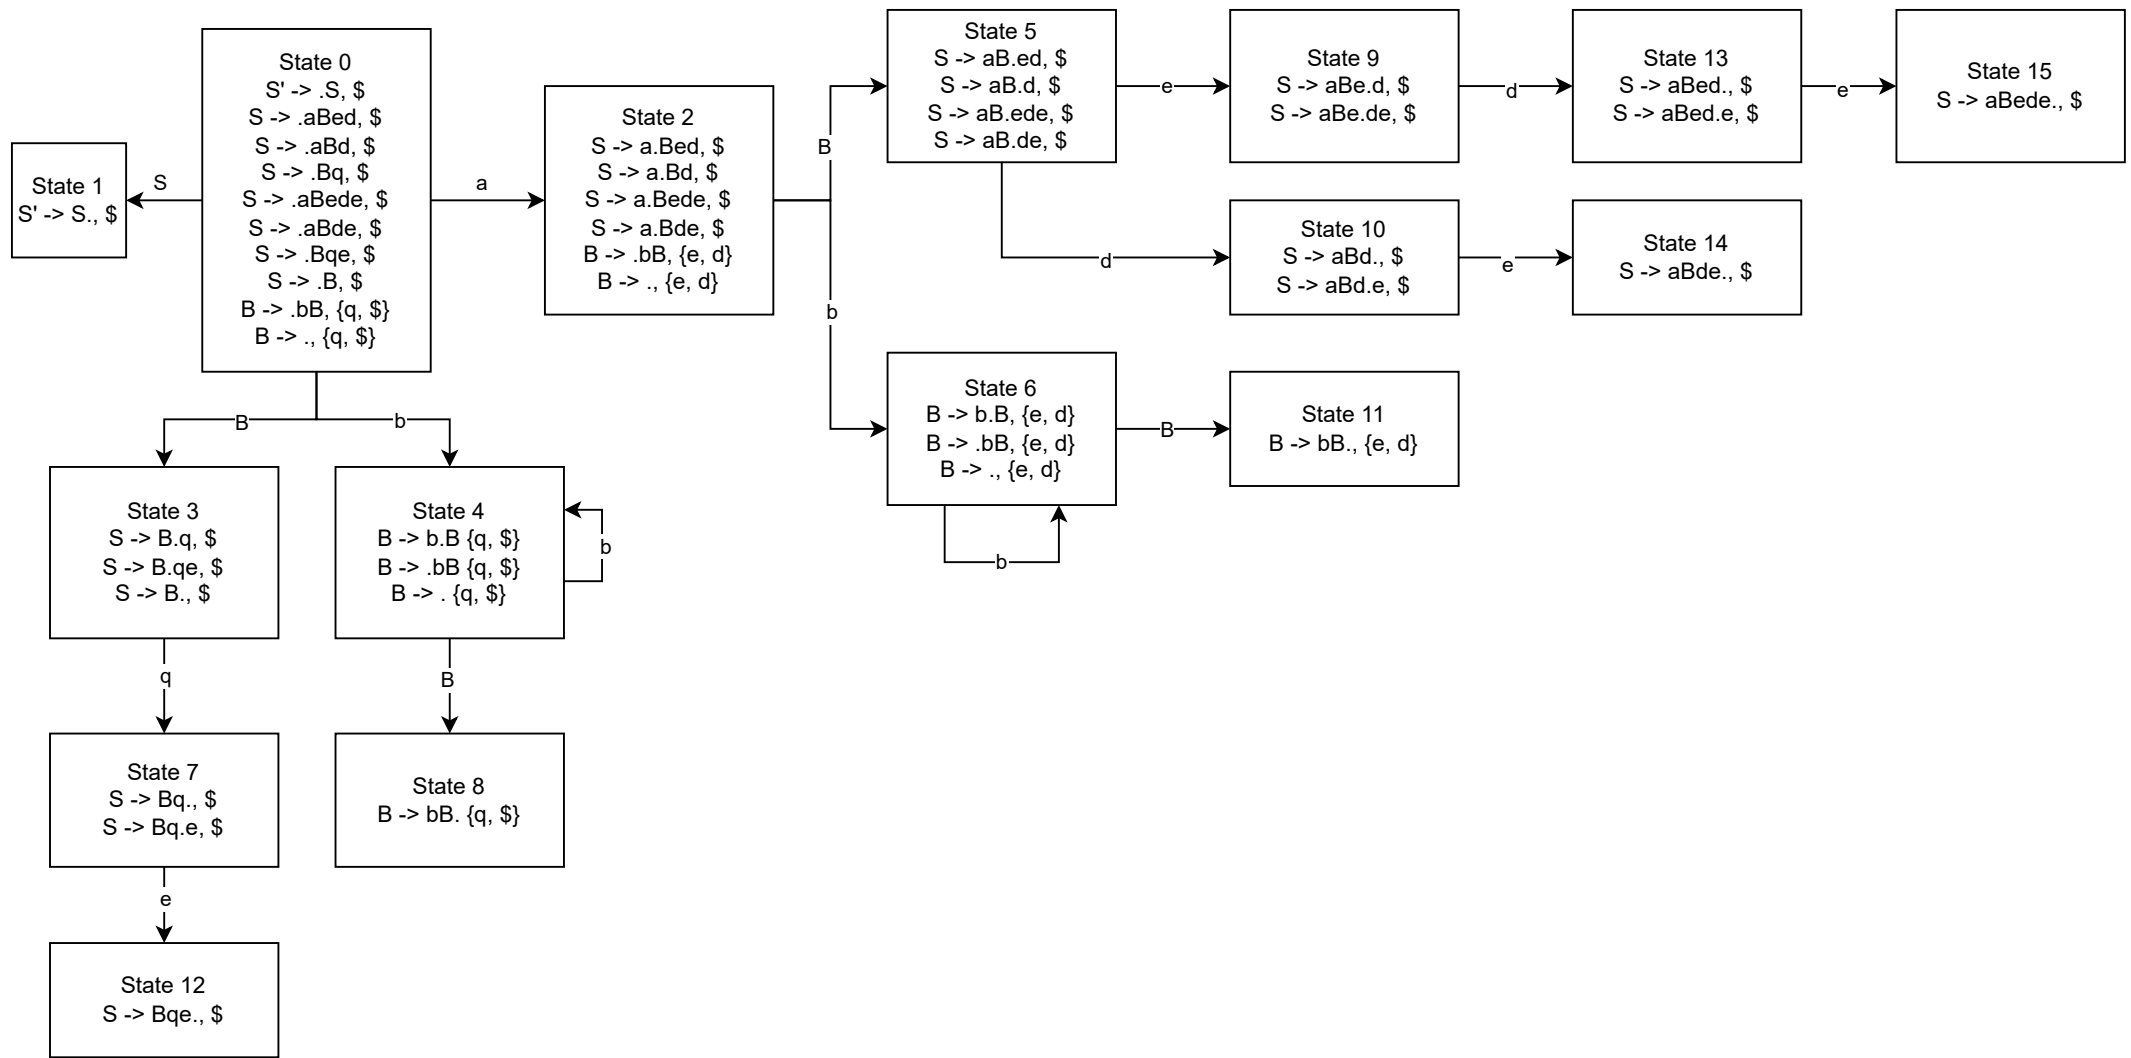 State 0
S' -> .S, $
S -> .aBed, $
S -> .aBd, $
S -> .Bq, $
S -> .aBede, $
S -> .aBde, $
S -> .Bqe, $
S -> .B, $
B -> .bB, {q, $}
B -> ., {q, $}
State 1
S' -> S., $
S
a
State 2
S -> a.Bed, $
S -> a.Bd, $
S -> a.Bede, $
S -> a.Bde, $
B -> .bB, {e, d}
B -> ., {e, d}
B
b
State 5
S -> aB.ed, $
S -> aB.d, $
S -> aB.ede, $
S -> aB.de, $
e
State 9
S -> aBe.d, $
S -> aBe.de, $
d
State 13
S -> aBed., $
S -> aBed.e, $
e
State 15
S -> aBede., $
d
State 10
S -> aBd., $
S -> aBd.e, $
e
State 14
S -> aBde., $
State 6
B -> b.B, {e, d}
B -> .bB, {e, d}
B -> ., {e, d}
B
b
State 11
B -> bB., {e, d}
B
b
State 3
S -> B.q, $
S -> B.qe, $
S -> B., $
State 4
B -> b.B {q, $}
B -> .bB {q, $}
B -> . {q, $}
b
q
B
State 7
S -> Bq., $
S -> Bq.e, $
State 8
B -> bB. {q, $}
e
State 12
S -> Bqe., $